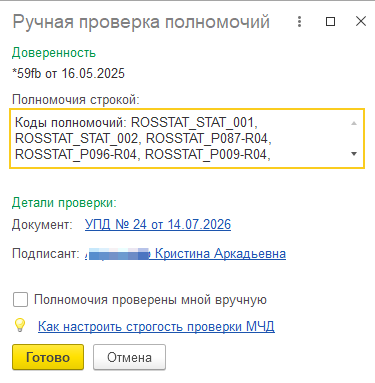 Ручная проверка полномочий
Доверенность
*59fb от 16.05.2025
Полномочия строкой:
Коды полномочий: ROSSTAT_STAT_001,
ROSSTAT_STAT_002, ROSSTAT_P087-R04,
ROSSTAT_P096-R04, ROSSTAT_P009-R04,
Детали проверки:
Документ: УПД № 24 от 14.07.2026
Подписант: Кристина Аркадьевна
Полномочия проверены мной вручную
Как настроить строгость проверки МЧД
Готово Отмена